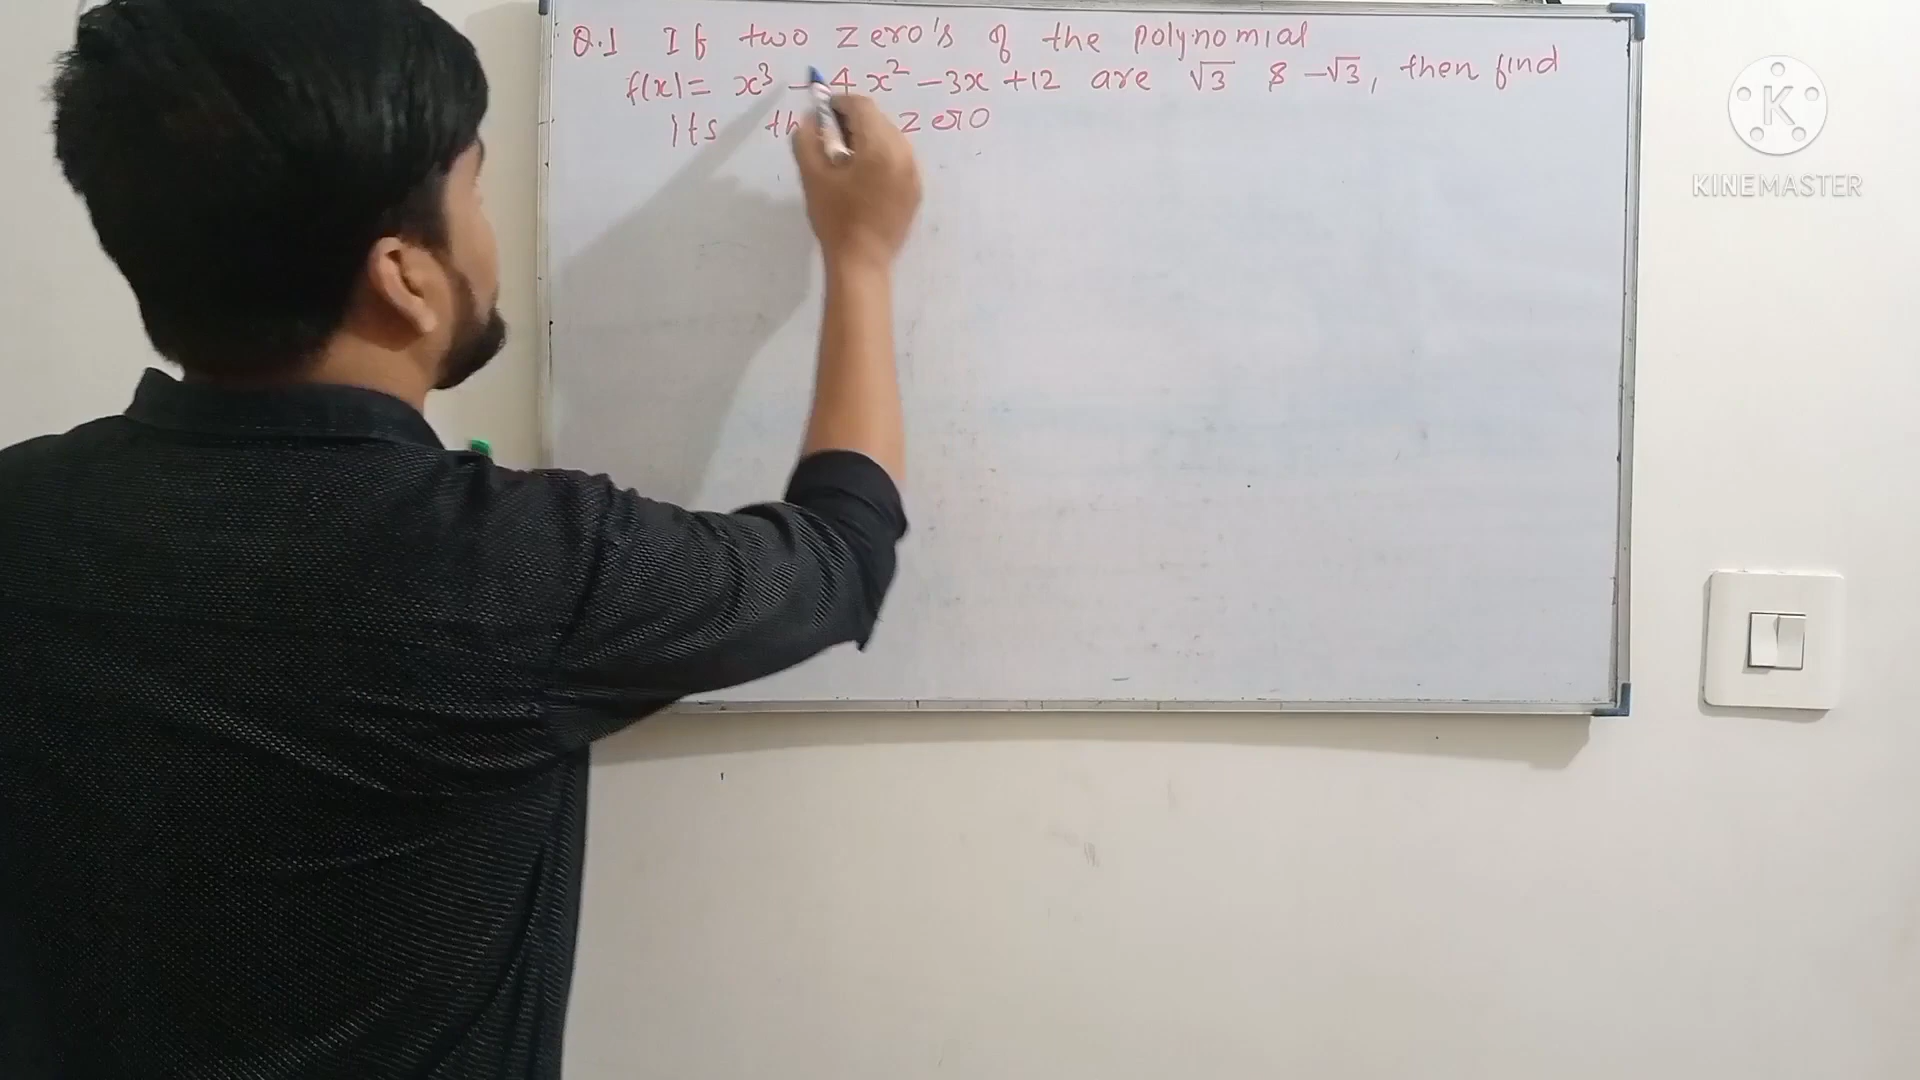 Q.1 If two zero's of the polynomial
f(x)= x³ - 4x² - 3x + 12 are √3 & -√3, then find
its zero
K
KINEMASTER